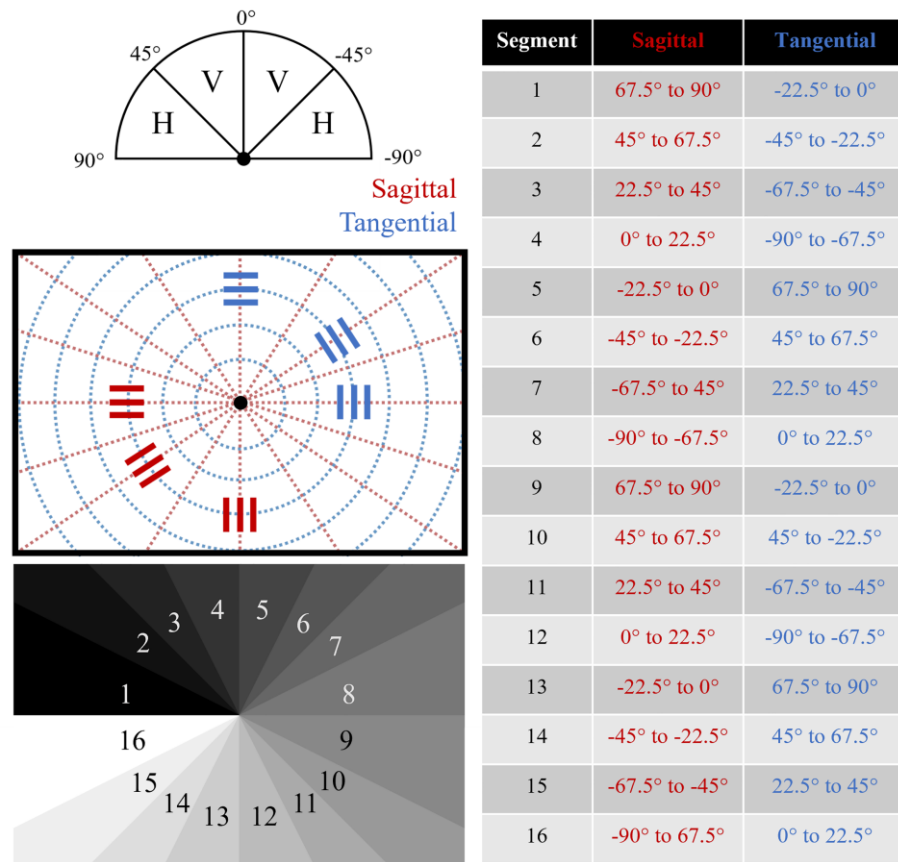 0°
45°
-45°
V
V
H
H
90°
-90°
Sagittal
Tangential
4
5
3
6
2
7
1
8
16
9
15
10
14
11
13
12
Segment Sagittal Tangential
1 67.5° to 90° -22.5° to 0°
2 45° to 67.5° -45° to -22.5°
3 22.5° to 45° -67.5° to -45°
4 0° to 22.5° -90° to -67.5°
5 -22.5° to 0° 67.5° to 90°
6 -45° to -22.5° 45° to 67.5°
7 -67.5° to 45° 22.5° to 45°
8 -90° to -67.5° 0° to 22.5°
9 67.5° to 90° -22.5° to 0°
10 45° to 67.5° 45° to -22.5°
11 22.5° to 45° -67.5° to -45°
12 0° to 22.5° -90° to -67.5°
13 -22.5° to 0° 67.5° to 90°
14 -45° to -22.5° 45° to 67.5°
15 -67.5° to -45° 22.5° to 45°
16 -90° to 67.5° 0° to 22.5°